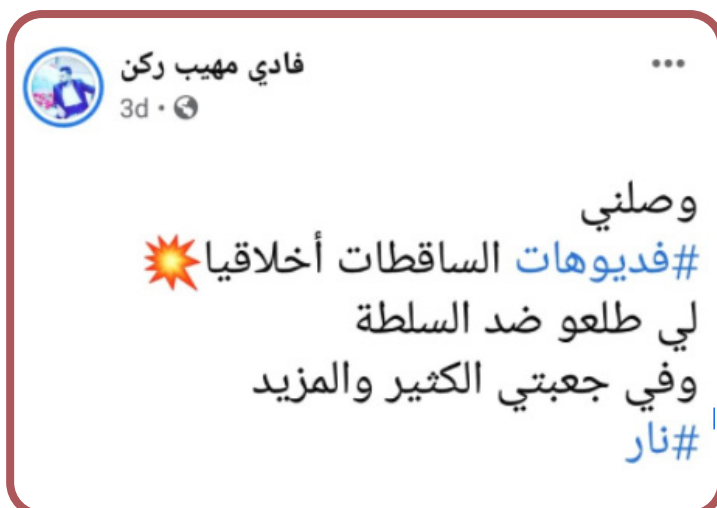 فادي مهيب ركن
3d
وصلني
#فديوهات الساقطات أخلاقيا💥
لي طلعو ضد السلطة
وفي جعبتي الكثير والمزيد
#نار